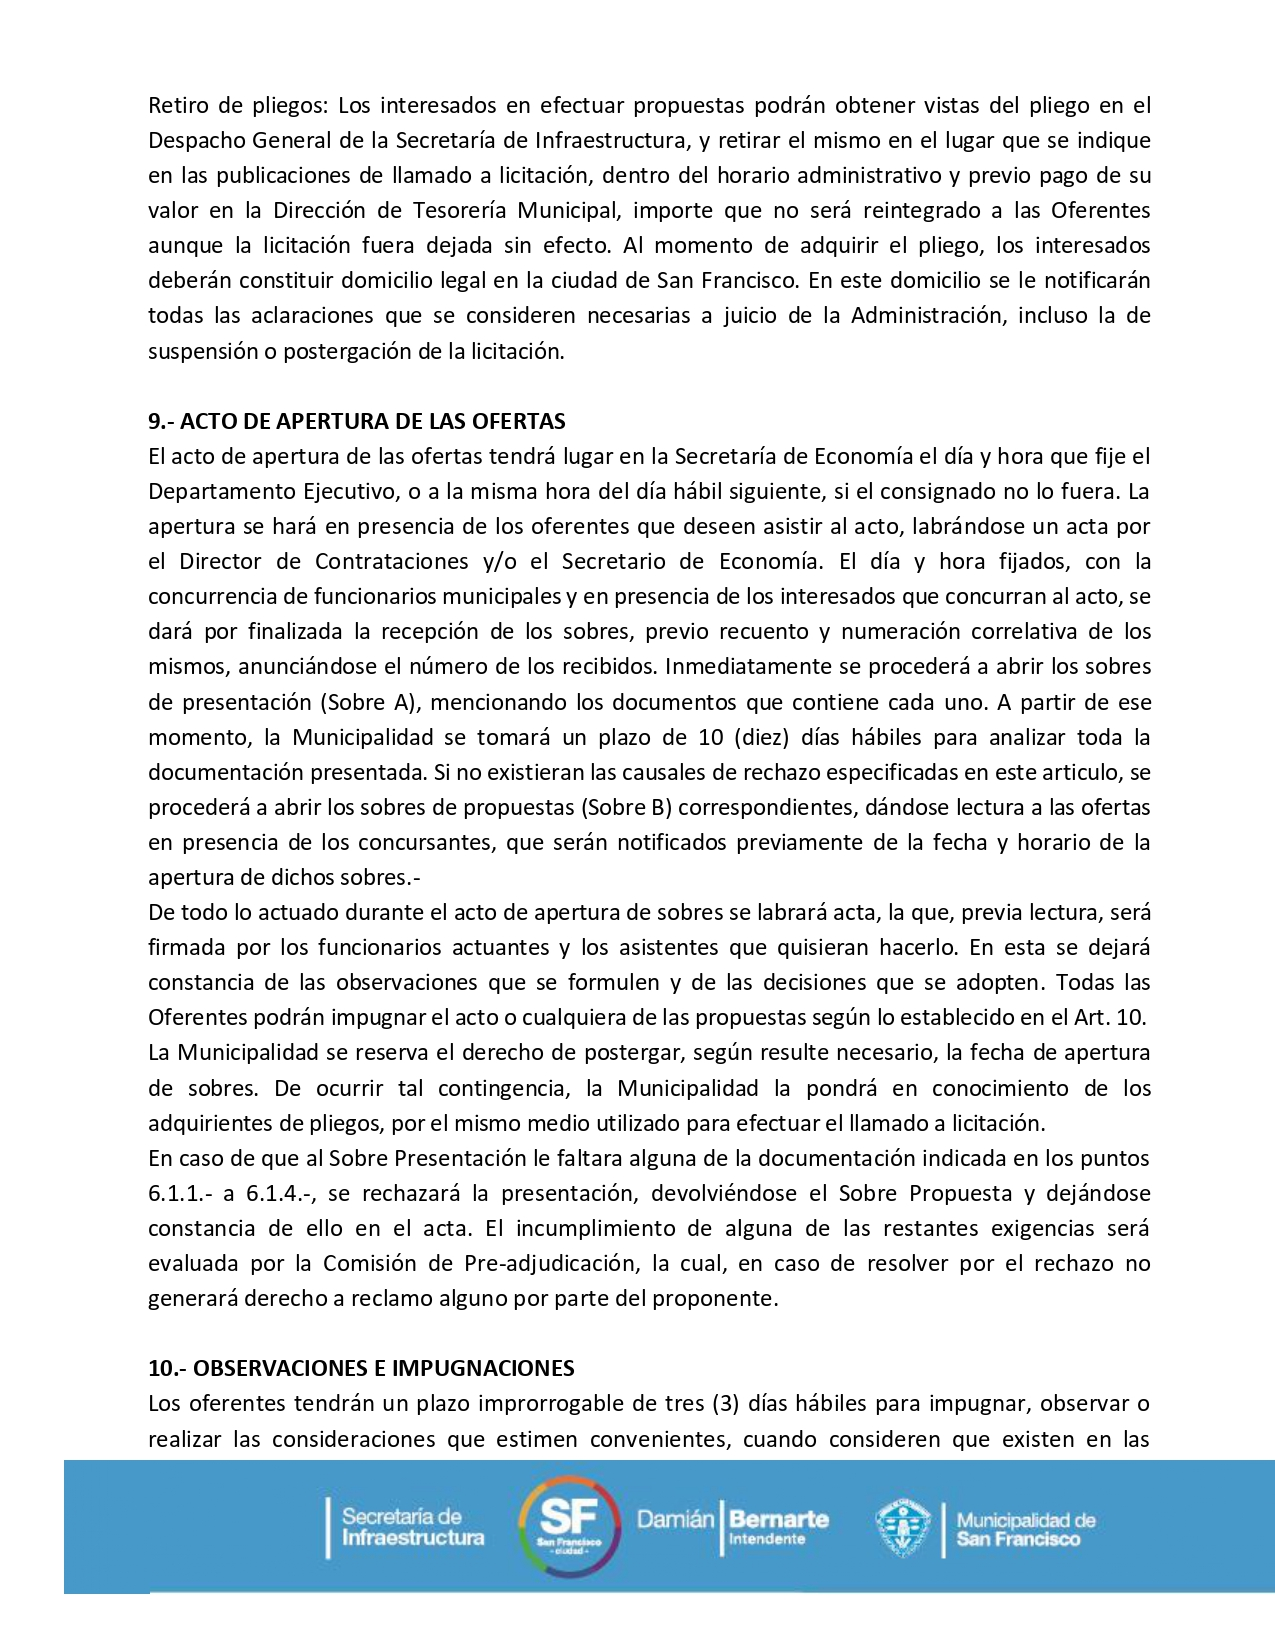 Retiro de pliegos: Los interesados en efectuar propuestas podrán obtener vistas del pliego en el
Despacho General de la Secretaría de Infraestructura, y retirar el mismo en el lugar que se indique
en las publicaciones de llamado a licitación, dentro del horario administrativo y previo pago de su
valor en la Dirección de Tesorería Municipal, importe que no será reintegrado a las Oferentes
aunque la licitación fuera dejada sin efecto. Al momento de adquirir el pliego, los interesados
deberán constituir domicilio legal en la ciudad de San Francisco. En este domicilio se le notificarán
todas las aclaraciones que se consideren necesarias a juicio de la Administración, incluso la de
suspensión o postergación de la licitación.
9.- ACTO DE APERTURA DE LAS OFERTAS
El acto de apertura de las ofertas tendrá lugar en la Secretaría de Economía el día y hora que fije el
Departamento Ejecutivo, o a la misma hora del día hábil siguiente, si el consignado no lo fuera. La
apertura se hará en presencia de los oferentes que deseen asistir al acto, labrándose un acta por
el Director de Contrataciones y/o el Secretario de Economía. El día y hora fijados, con la
concurrencia de funcionarios municipales y en presencia de los interesados que concurran al acto, se
dará por finalizada la recepción de los sobres, previo recuento y numeración correlativa de los
mismos, anunciándose el número de los recibidos. Inmediatamente se procederá a abrir los sobres
de presentación (Sobre A), mencionando los documentos que contiene cada uno. A partir de ese
momento, la Municipalidad se tomará un plazo de 10 (diez) días hábiles para analizar toda la
documentación presentada. Si no existieran las causales de rechazo especificadas en este articulo, se
procederá a abrir los sobres de propuestas (Sobre B) correspondientes, dándose lectura a las ofertas
en presencia de los concursantes, que serán notificados previamente de la fecha y horario de la
apertura de dichos sobres.-
De todo lo actuado durante el acto de apertura de sobres se labrará acta, la que, previa lectura, será
firmada por los funcionarios actuantes y los asistentes que quisieran hacerlo. En esta se dejará
constancia de las observaciones que se formulen y de las decisiones que se adopten. Todas las
Oferentes podrán impugnar el acto o cualquiera de las propuestas según lo establecido en el Art. 10.
La Municipalidad se reserva el derecho de postergar, según resulte necesario, la fecha de apertura
de sobres. De ocurrir tal contingencia, la Municipalidad la pondrá en conocimiento de los
adquirientes de pliegos, por el mismo medio utilizado para efectuar el llamado a licitación.
En caso de que al Sobre Presentación le faltara alguna de la documentación indicada en los puntos
6.1.1.- a 6.1.4.-, se rechazará la presentación, devolviéndose el Sobre Propuesta y dejándose
constancia de ello en el acta. El incumplimiento de alguna de las restantes exigencias será
evaluada por la Comisión de Pre-adjudicación, la cual, en caso de resolver por el rechazo no
generará derecho a reclamo alguno por parte del proponente.
10.- OBSERVACIONES E IMPUGNACIONES
Los oferentes tendrán un plazo improrrogable de tres (3) días hábiles para impugnar, observar o
realizar las consideraciones que estimen convenientes, cuando consideren que existen en las
Secretaría de
Infraestructura
SF
San Francisco
-ciudad-
Damián Bernarte
Intendente
Municipalidad de
San Francisco